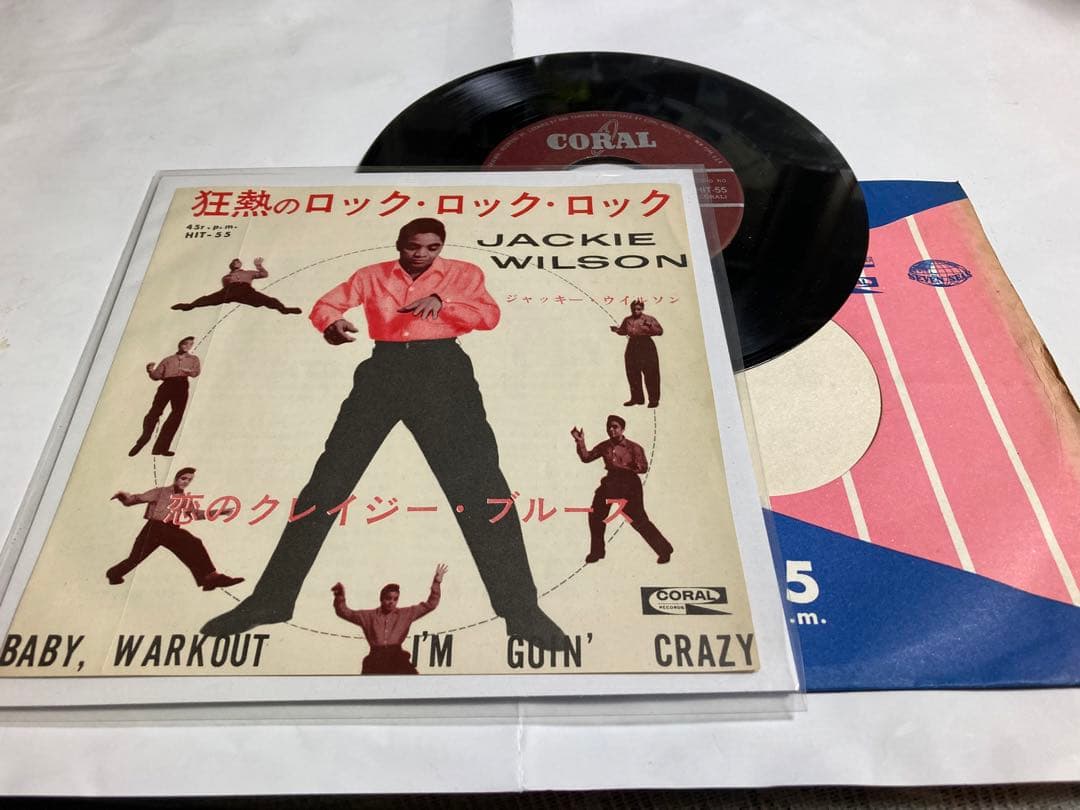 狂熱のロック・ロック・ロック
45r.p.m.
HIT-55
JACKIE
WILSON
ジャッキー・ウイルソン
恋のクレイジー・ブルース
CORAL
RECORDS
BABY, WARKOUT I'M GOIN' CRAZY
CORAL
HIT-55
5
.m.